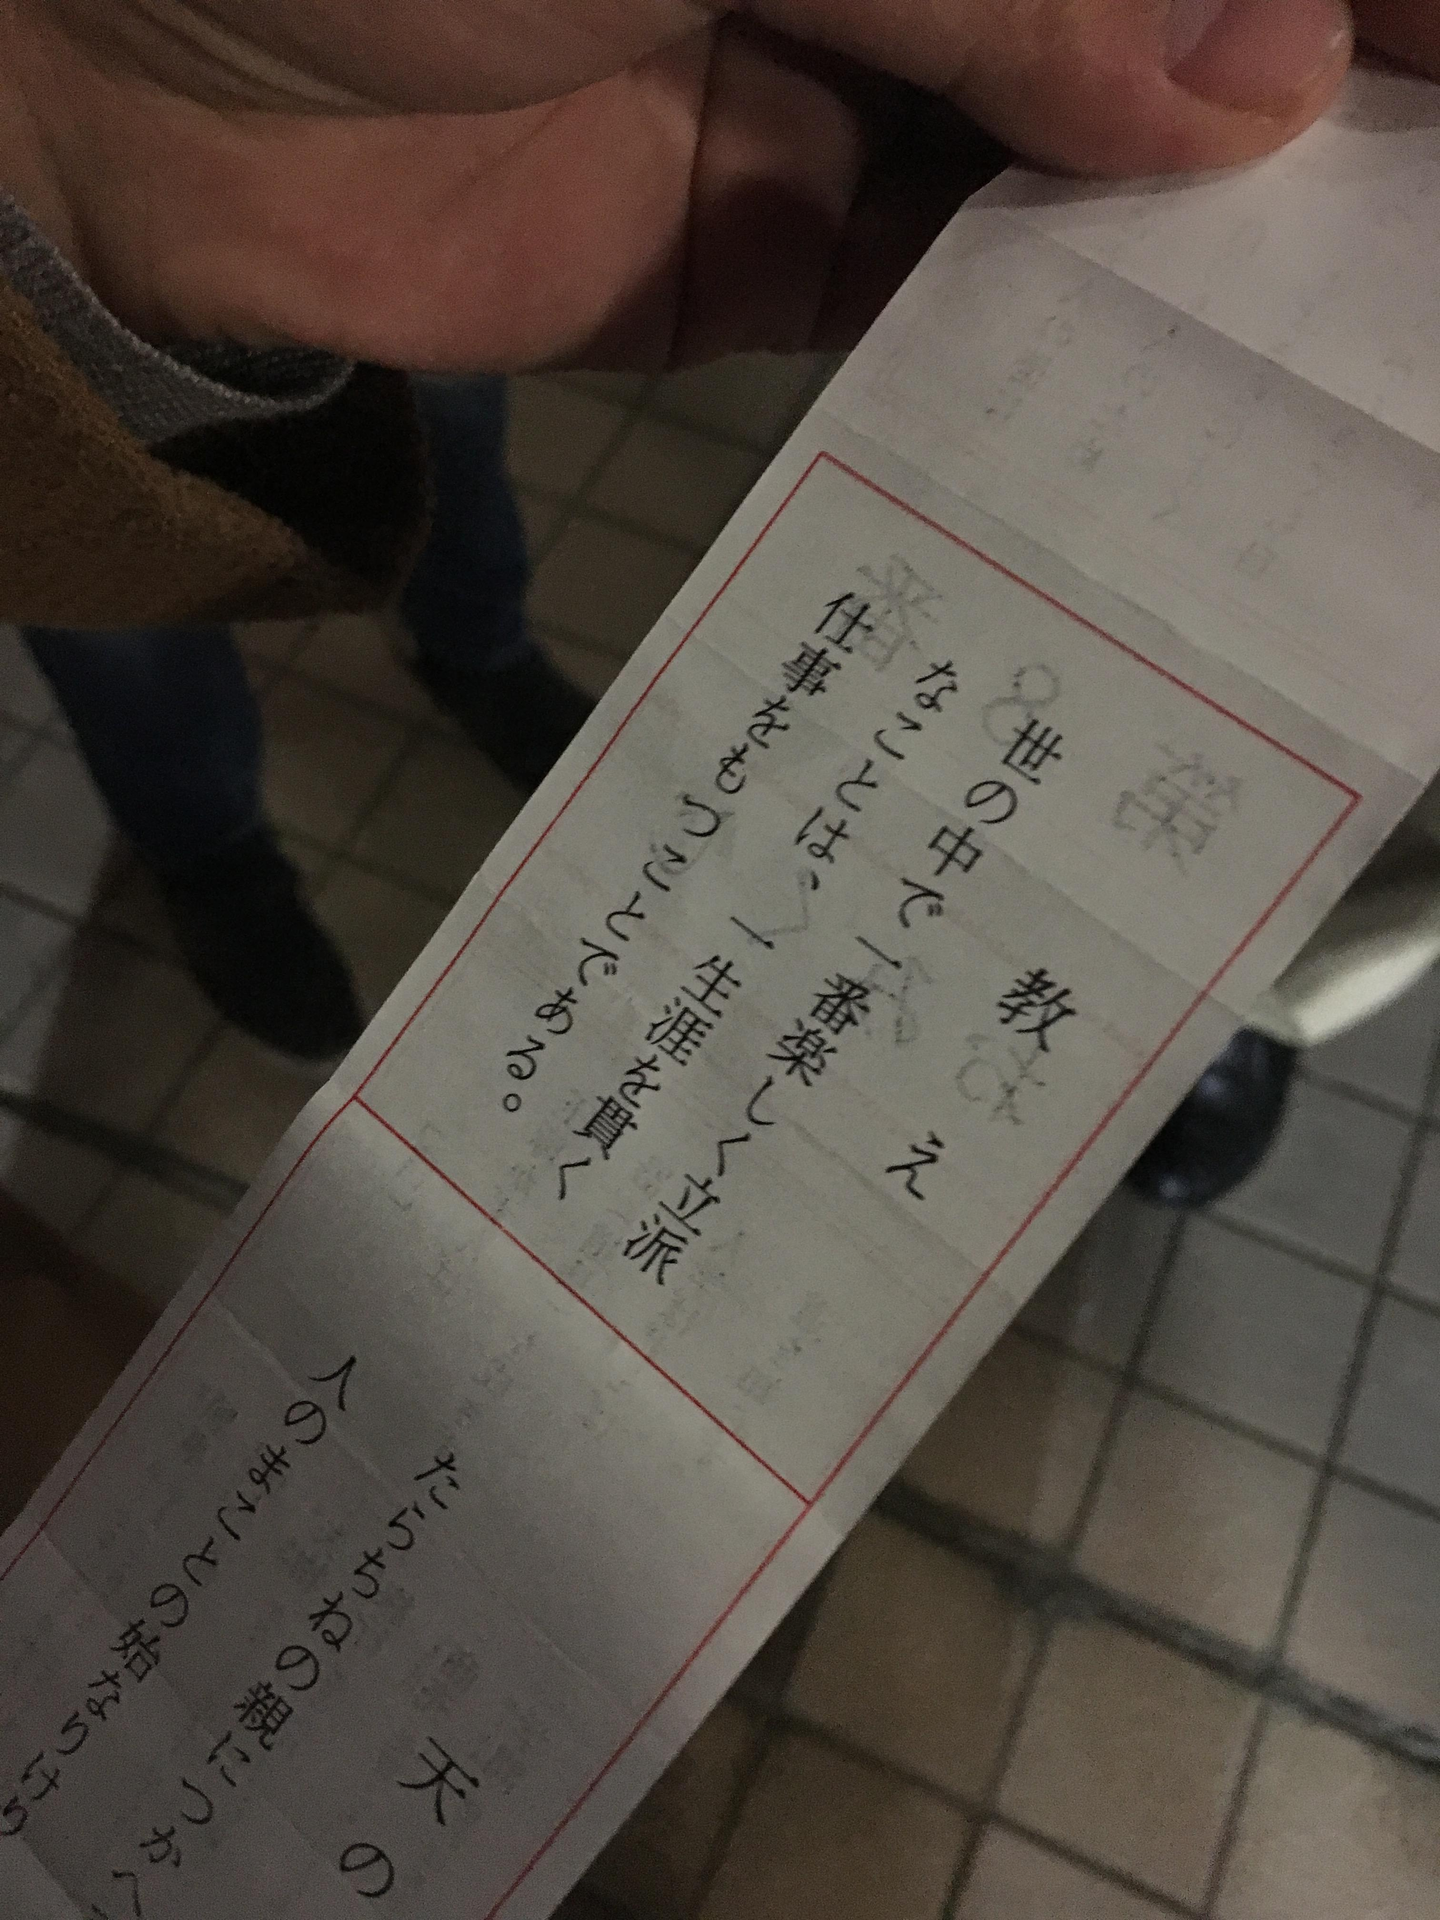 教え
世の中で一番楽しく立派
なことは、一生涯を貫く
仕事をもつことである。
天の
たらちねの親につかへ
人のまことの始なりけり